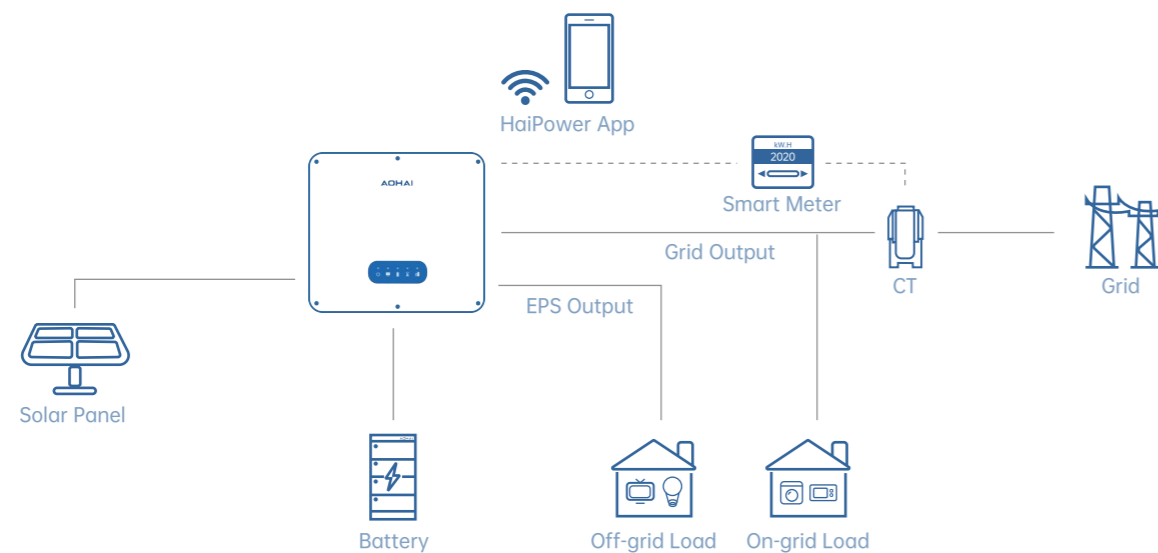 HaiPower App
kW.H
2020
AOHAI
Smart Meter
Grid Output
CT
Grid
EPS Output
Solar Panel
Battery
Off-grid Load
On-grid Load